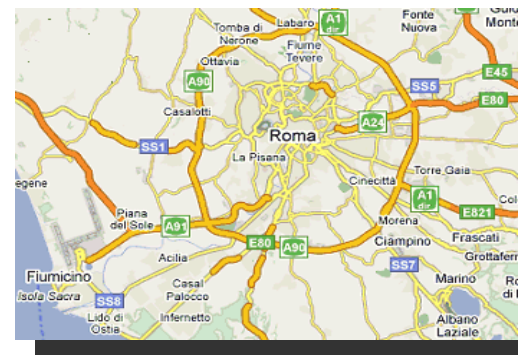 Tomba di
Nerone
Labaro
A1
dir
Fonte
Nuova
Fiume
Tevere
Ottavia
A90
SS5
E45
E80
Casalotti
A24
Roma
SS1
La Pisana
Torre Gaia
Cinecittà
A1
dir
E821
Piana
del Sole
A91
Morena
Ciampino
Frascati
E80
A90
Acilia
Grottaferr
SS7
Fiumicino
Isola Sacra
Casal
Palocco
Marino
SS8
Lido di
Ostia
Infernetto
Albano
Laziale